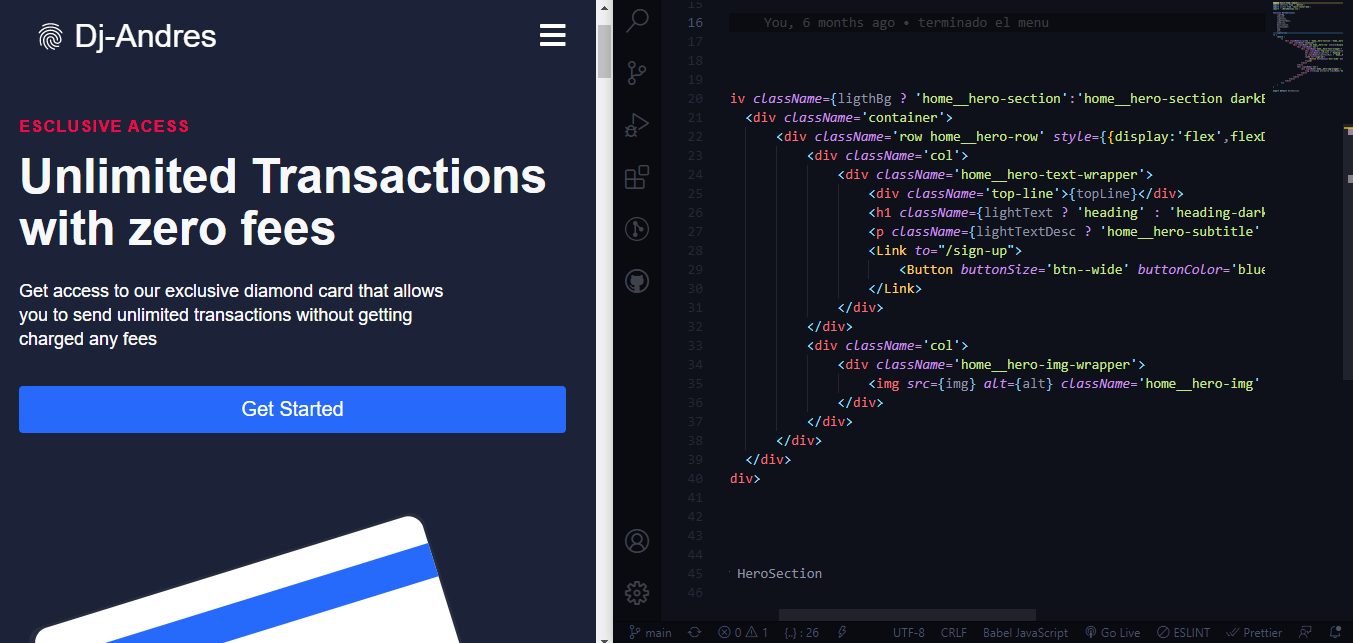 Dj-Andres
ESCLUSIVE ACESS
Unlimited Transactions
with zero fees
Get access to our exclusive diamond card that allows
you to send unlimited transactions without getting
charged any fees
Get Started
15
16 You, 6 months ago • terminado el menu
17
18
19
20 iv className={ligthBg ? 'home__hero-section':'home__hero-section dark
21 <div className='container'>
22 <div className='row home__hero-row' style={{display:'flex',flex
23 <div className='col'>
24 <div className='home__hero-text-wrapper'>
25 <div className='top-line'>{topLine}</div>
26 <h1 className={lightText ? 'heading' : 'heading-dark
27 <p className={lightTextDesc ? 'home__hero-subtitle'
28 <Link to="/sign-up">
29 <Button buttonSize='btn--wide' buttonColor='blue
30 </Link>
31 </div>
32 </div>
33 <div className='col'>
34 <div className='home__hero-img-wrapper'>
35 <img src={img} alt={alt} className='home__hero-img'
36 </div>
37 </div>
38 </div>
39 </div>
40 div>
41
42
43
44
45 HeroSection
46
main 0 1 {..} : 26 UTF-8 CRLF Babel JavaScript Go Live ESLINT Prettier